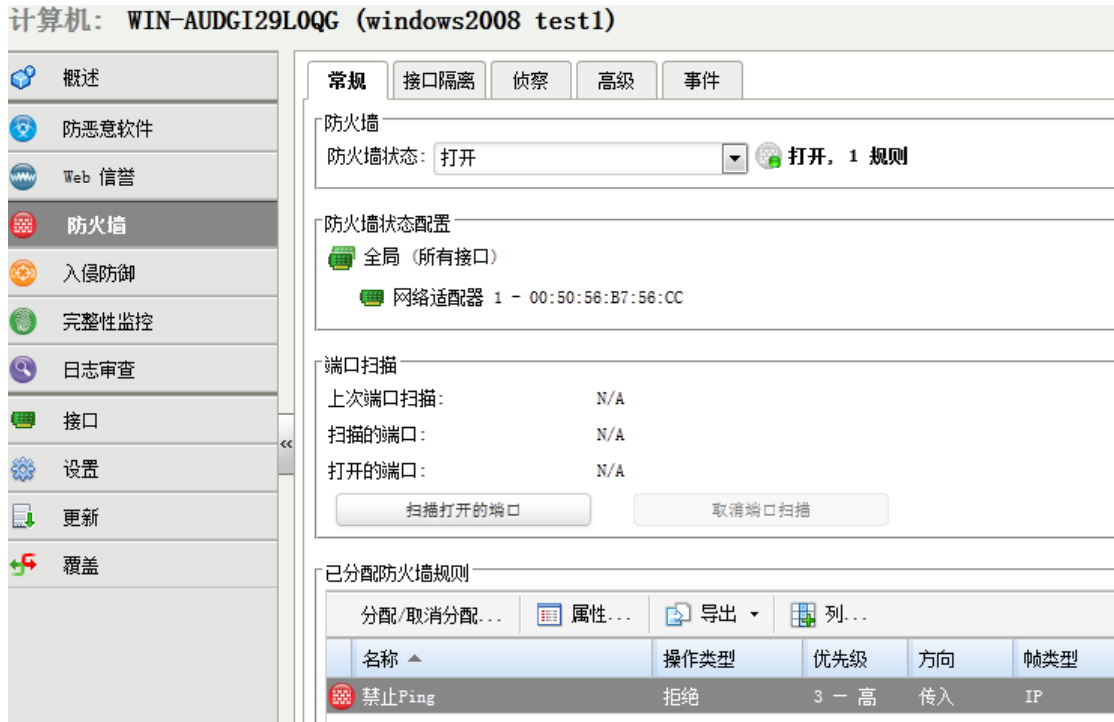 计算机: WIN-AUDGI29L0QG (windows2008 test1)
概述
防恶意软件
Web 信誉
防火墙
入侵防御
完整性监控
日志审查
接口
设置
更新
覆盖
«
常规 接口隔离 侦察 高级 事件
防火墙
防火墙状态: 打开 打开, 1 规则
防火墙状态配置
全局 (所有接口)
网络适配器 1 - 00:50:56:B7:56:CC
端口扫描
上次端口扫描: N/A
扫描的端口: N/A
打开的端口: N/A
扫描打开的端口 取消端口扫描
已分配防火墙规则
分配/取消分配... 属性... 导出 列...
名称 操作类型 优先级 方向 帧类型
禁止Ping 拒绝 3 - 高 传入 IP